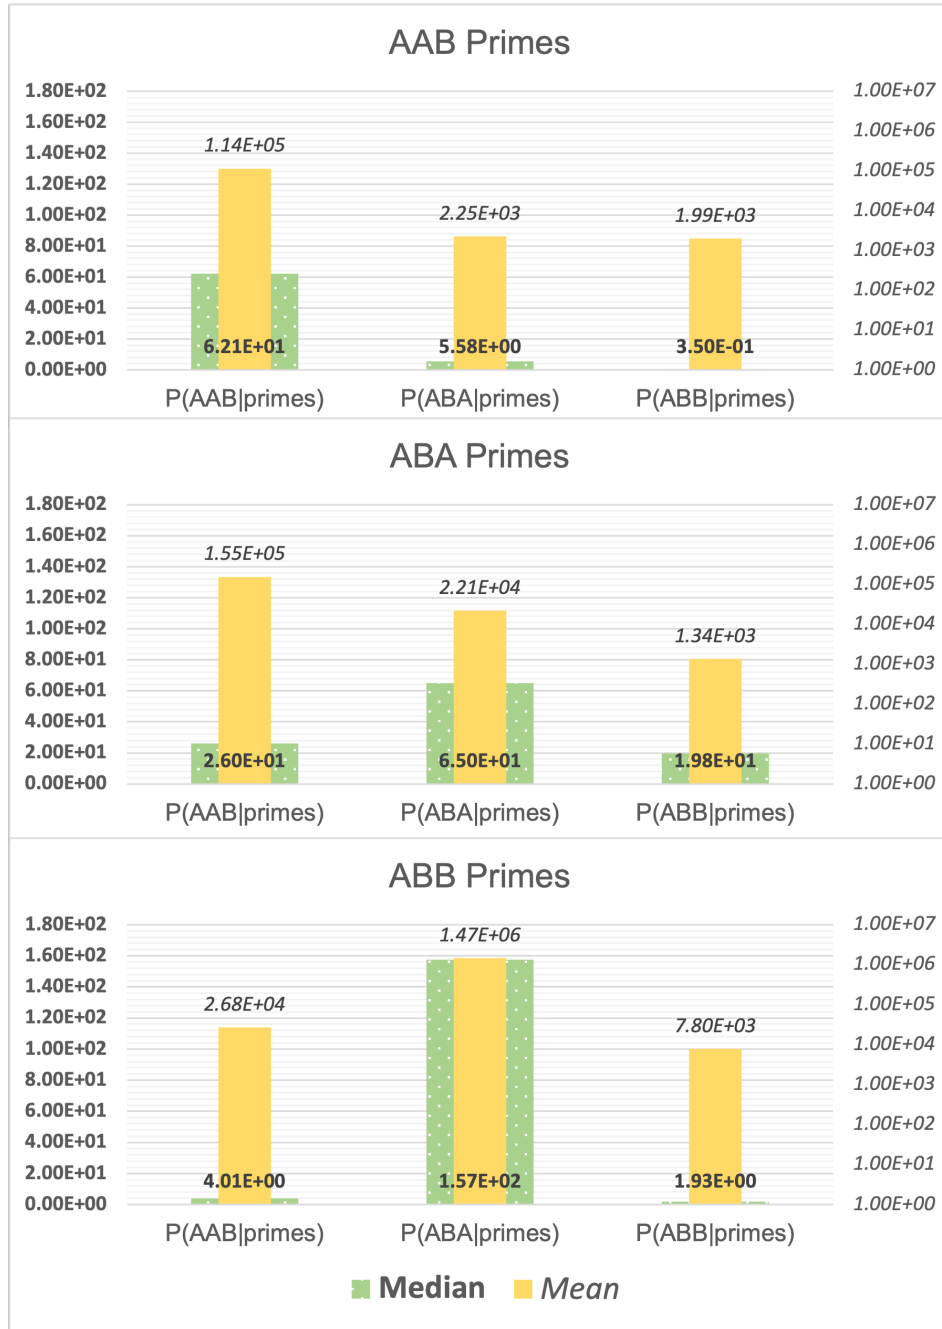 AAB Primes
1.80E+02 1.00E+07
1.60E+02 1.00E+06
1.40E+02 1.14E+05
1.20E+02 1.00E+05
1.00E+02 2.25E+03 1.99E+03 1.00E+04
8.00E+01 1.00E+03
6.00E+01
4.00E+01 1.00E+02
2.00E+01 6.21E+01 5.58E+00 3.50E-01 1.00E+01
0.00E+00 1.00E+00
P(AAB|primes) P(ABA|primes) P(ABB|primes)
ABA Primes
1.80E+02 1.00E+07
1.60E+02 1.00E+06
1.40E+02 1.55E+05
1.20E+02 2.21E+04 1.00E+05
1.00E+02 1.34E+03 1.00E+04
8.00E+01 1.00E+03
6.00E+01
4.00E+01 1.00E+02
2.00E+01 2.60E+01 6.50E+01 1.98E+01 1.00E+01
0.00E+00 1.00E+00
P(AAB|primes) P(ABA|primes) P(ABB|primes)
ABB Primes
1.80E+02 1.47E+06 1.00E+07
1.60E+02 1.00E+06
1.40E+02
1.20E+02 2.68E+04 7.80E+03 1.00E+05
1.00E+02 1.00E+04
8.00E+01 1.00E+03
6.00E+01
4.00E+01 1.00E+02
2.00E+01 4.01E+00 1.57E+02 1.93E+00 1.00E+01
0.00E+00 1.00E+00
P(AAB|primes) P(ABA|primes) P(ABB|primes)
Median Mean